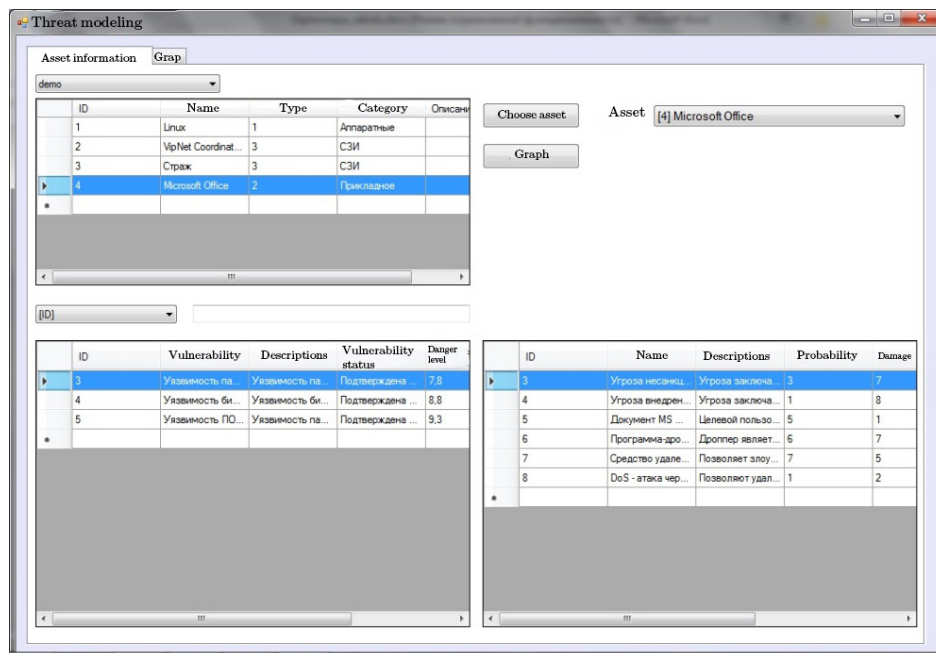 Threat modeling
Asset information Grap
demo
ID Name Type Category Описани
1 Linux 1 Аппаратные
2 VipNet Coordinat... 3 СЗИ
3 Страж 3 СЗИ
4 Microsoft Office 2 Прикладное
Choose asset
Asset [4] Microsoft Office
Graph
[ID]
ID Vulnerability Descriptions Vulnerability status Danger level
3 Уязвимость па... Уязвимость па... Подтверждена ... 7,8
4 Уязвимость би... Уязвимость би... Подтверждена ... 8,8
5 Уязвимость ПО... Уязвимость па... Подтверждена ... 9,3
ID Name Descriptions Probability Damage
3 Угроза несанкц... Угроза заключа... 3 7
4 Угроза внедрен... Угроза заключа... 1 8
5 Документ MS ... Целевой пользо... 5 1
6 Программа-дро... Дроппер являет... 6 7
7 Средство удале... Позволяет злоу... 7 5
8 DoS - атака чер... Позволяют удал... 1 2